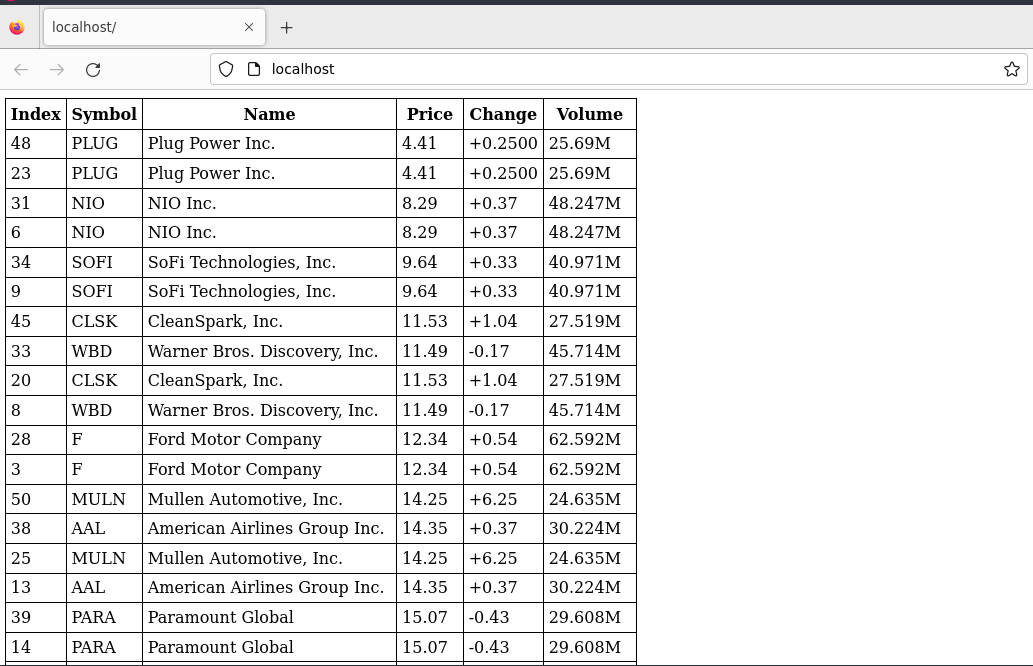 localhost/
localhost
Index Symbol Name Price Change Volume
48 PLUG Plug Power Inc. 4.41 +0.2500 25.69M
23 PLUG Plug Power Inc. 4.41 +0.2500 25.69M
31 NIO NIO Inc. 8.29 +0.37 48.247M
6 NIO NIO Inc. 8.29 +0.37 48.247M
34 SOFI SoFi Technologies, Inc. 9.64 +0.33 40.971M
9 SOFI SoFi Technologies, Inc. 9.64 +0.33 40.971M
45 CLSK CleanSpark, Inc. 11.53 +1.04 27.519M
33 WBD Warner Bros. Discovery, Inc. 11.49 -0.17 45.714M
20 CLSK CleanSpark, Inc. 11.53 +1.04 27.519M
8 WBD Warner Bros. Discovery, Inc. 11.49 -0.17 45.714M
28 F Ford Motor Company 12.34 +0.54 62.592M
3 F Ford Motor Company 12.34 +0.54 62.592M
50 MULN Mullen Automotive, Inc. 14.25 +6.25 24.635M
38 AAL American Airlines Group Inc. 14.35 +0.37 30.224M
25 MULN Mullen Automotive, Inc. 14.25 +6.25 24.635M
13 AAL American Airlines Group Inc. 14.35 +0.37 30.224M
39 PARA Paramount Global 15.07 -0.43 29.608M
14 PARA Paramount Global 15.07 -0.43 29.608M